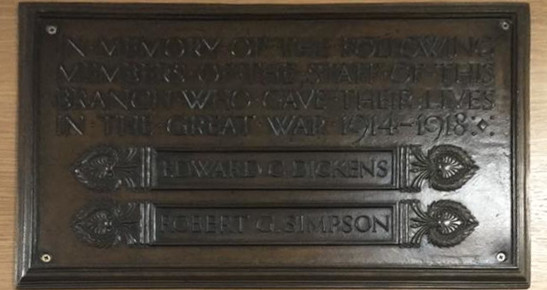 IN MEMORY OF THE FOLLOWING
MEMBERS OF THE STAFF OF THIS
BRANCH WHO GAVE THEIR LIVES
IN THE GREAT WAR 1914-1918
EDWARD C. DICKENS
ROBERT G. SIMPSON